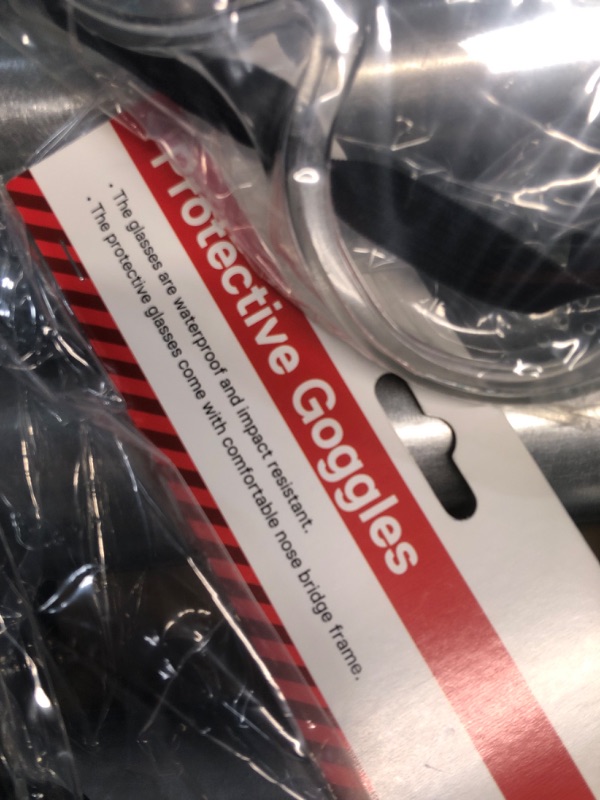 Protective Goggles
· The glasses are waterproof and impact resistant.
· The protective glasses come with comfortable nose bridge frame.